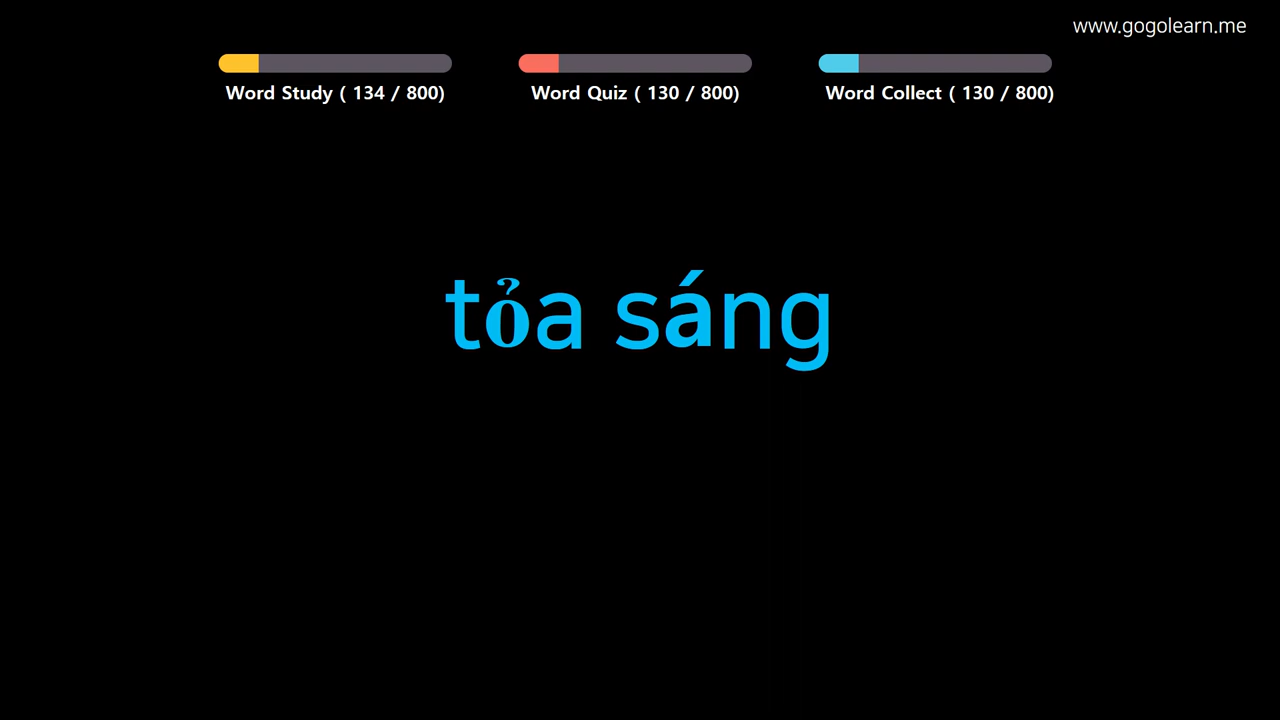 www.gogolearn.me
Word Study ( 134 / 800)
Word Quiz ( 130 / 800)
Word Collect ( 130 / 800)
tỏa sáng